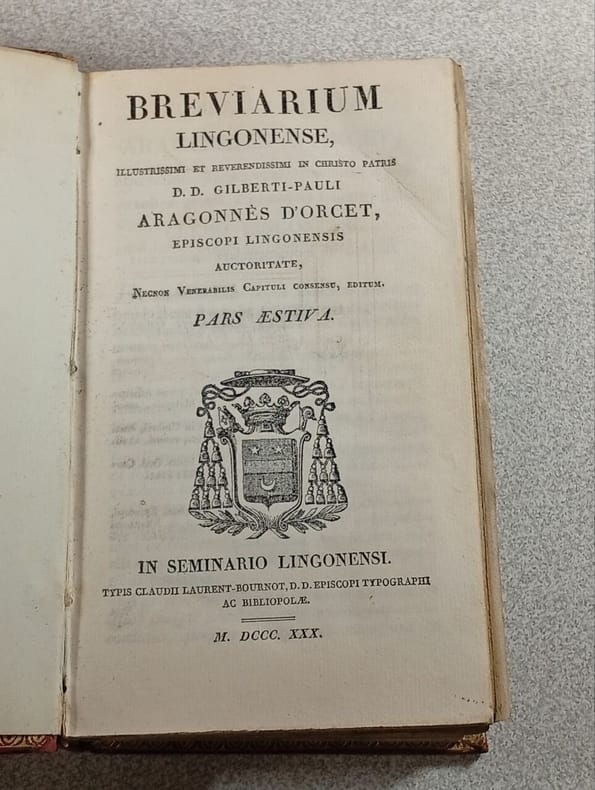 BREVIARIUM
LINGONENSE,
ILLUSTRISSIMI ET REVERENDISSIMI IN CHRISTO PATRIS
D. D. GILBERTI-PAULI
ARAGONNÈS D'ORCET,
EPISCOPI LINGONENSIS
AUCTORITATE,
Necnon Venerabilis Capituli consensu, editum.
PARS ÆSTIVA.
IN SEMINARIO LINGONENSI.
TYPIS CLAUDII LAURENT-BOURNOT, D. D. EPISCOPI TYPOGRAPHI
AC BIBLIOPOLÆ.
M. DCCC. XXX.